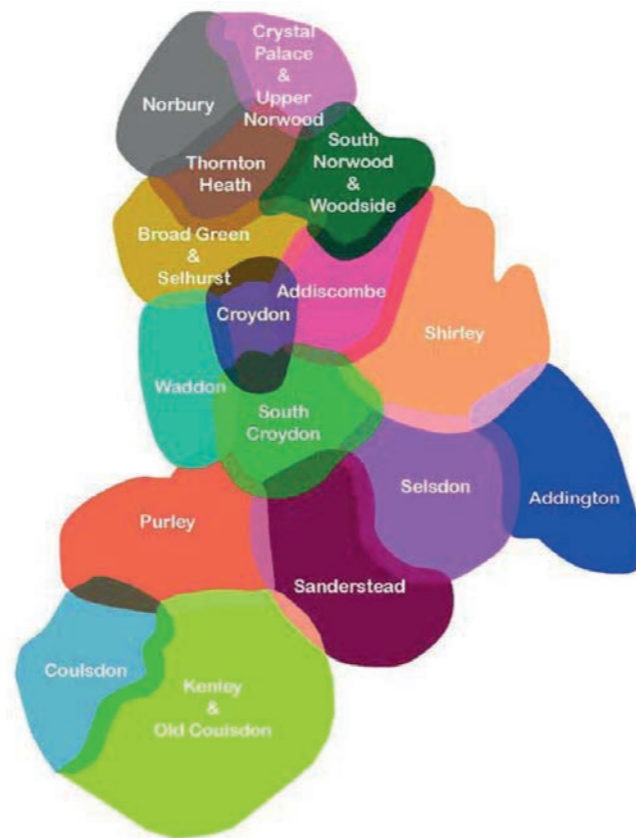 Crystal
Palace
&
Upper
Norwood
Norbury
South
Norwood
&
Woodside
Thornton
Heath
Broad Green
&
Selhurst
Addiscombe
Croydon
Shirley
Waddon
South
Croydon
Selsdon
Addington
Purley
Sanderstead
Coulsdon
Kenley
&
Old Coulsdon